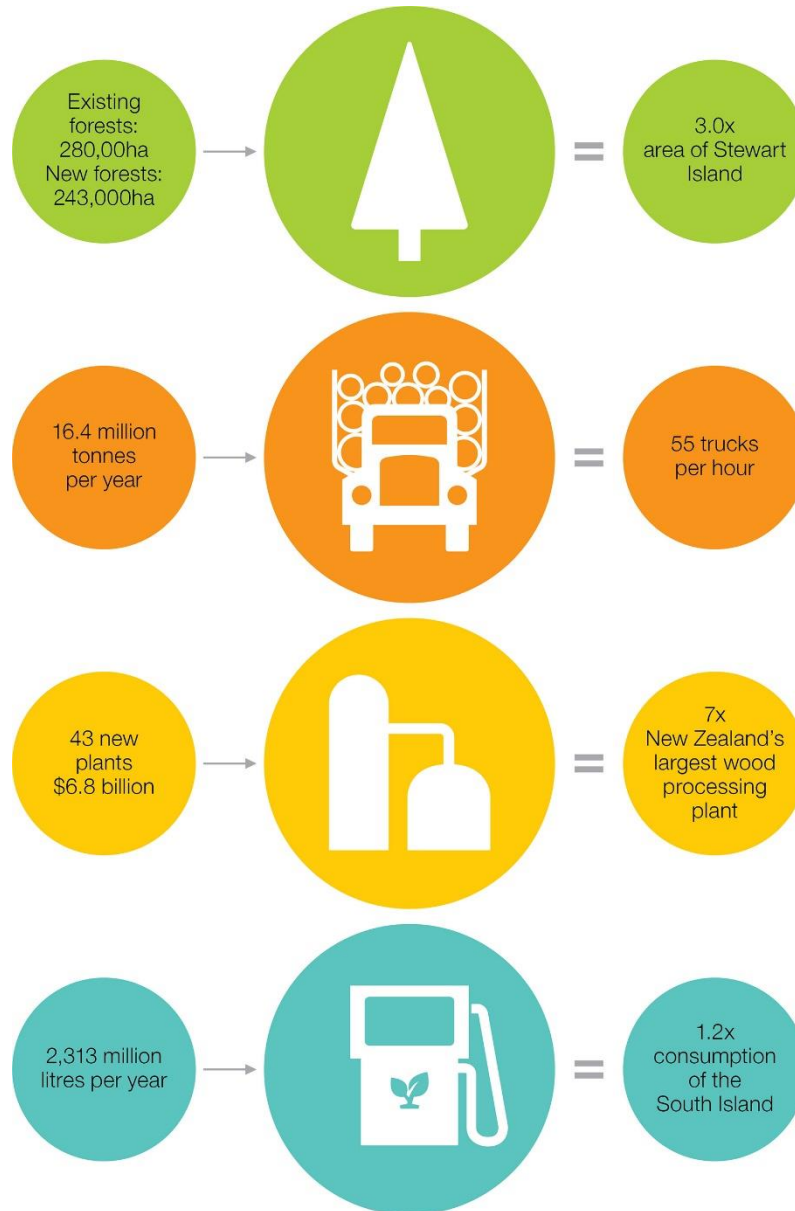 Existing
forests:
280,00ha
New forests:
243,000ha
=
3.0x
area of Stewart
Island
16.4 million
tonnes
per year
=
55 trucks
per hour
43 new
plants
$6.8 billion
=
7x
New Zealand's
largest wood
processing
plant
2,313 million
litres per year
=
1.2x
consumption
of the
South Island